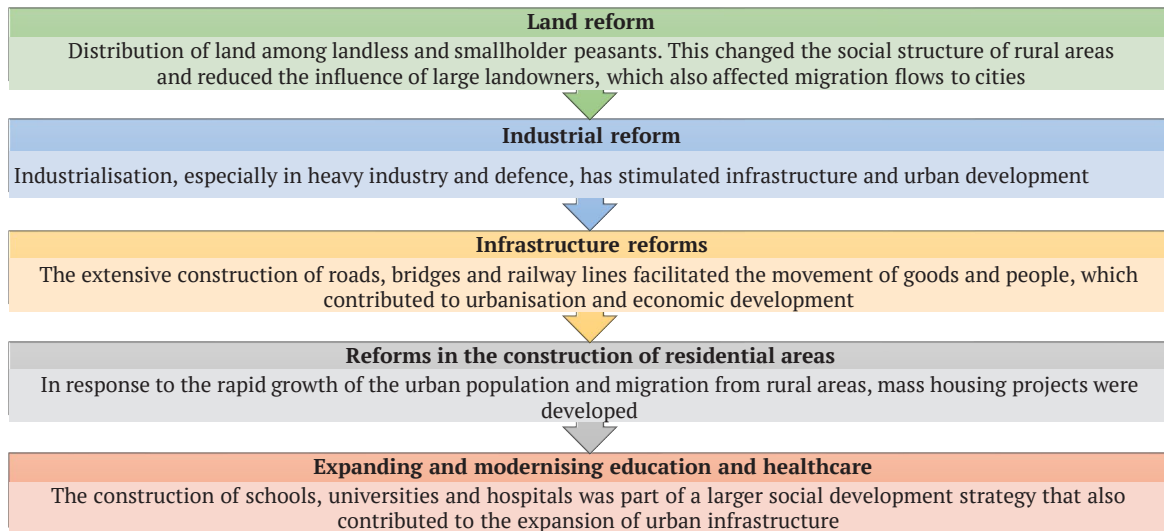 Land reform
Distribution of land among landless and smallholder peasants. This changed the social structure of rural areas
and reduced the influence of large landowners, which also affected migration flows to cities
Industrial reform
Industrialisation, especially in heavy industry and defence, has stimulated infrastructure and urban development
Infrastructure reforms
The extensive construction of roads, bridges and railway lines facilitated the movement of goods and people, which
contributed to urbanisation and economic development
Reforms in the construction of residential areas
In response to the rapid growth of the urban population and migration from rural areas, mass housing projects were
developed
Expanding and modernising education and healthcare
The construction of schools, universities and hospitals was part of a larger social development strategy that also
contributed to the expansion of urban infrastructure